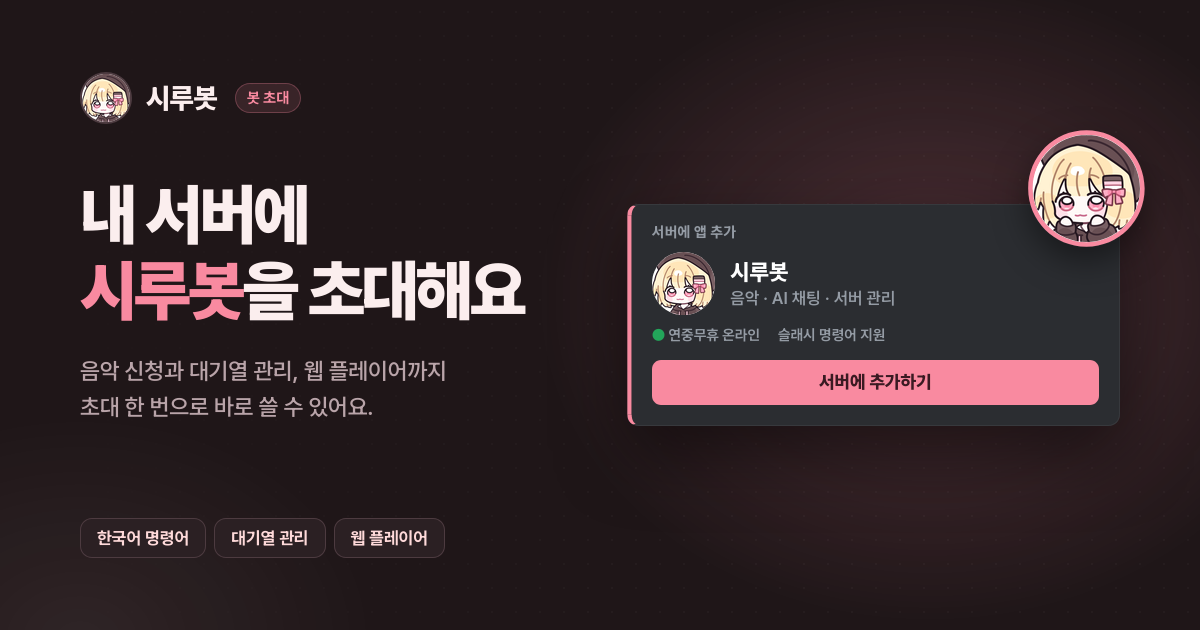 시루봇
봇 초대
내 서버에
시루봇을 초대해요
음악 신청과 대기열 관리, 웹 플레이어까지
초대 한 번으로 바로 쓸 수 있어요.
한국어 명령어
대기열 관리
웹 플레이어
서버에 앱 추가
시루봇
음악 · AI 채팅 · 서버 관리
연중무휴 온라인
슬래시 명령어 지원
서버에 추가하기